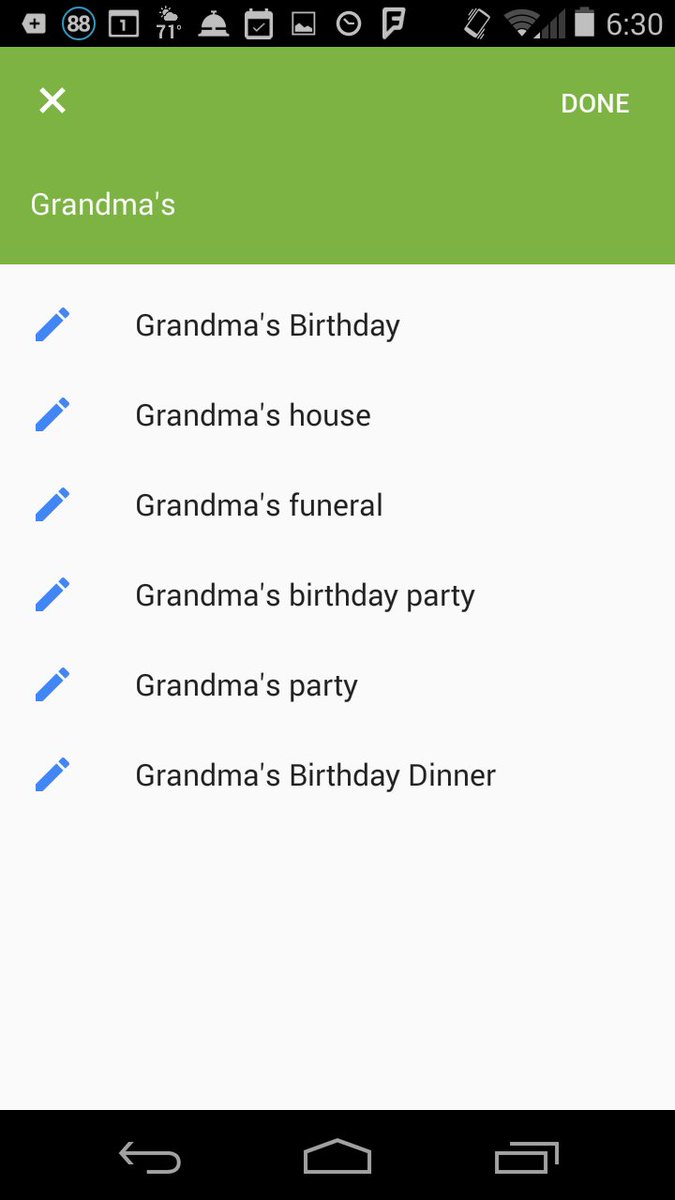 88 1 71° 6:30
DONE
Grandma's
Grandma's Birthday
Grandma's house
Grandma's funeral
Grandma's birthday party
Grandma's party
Grandma's Birthday Dinner